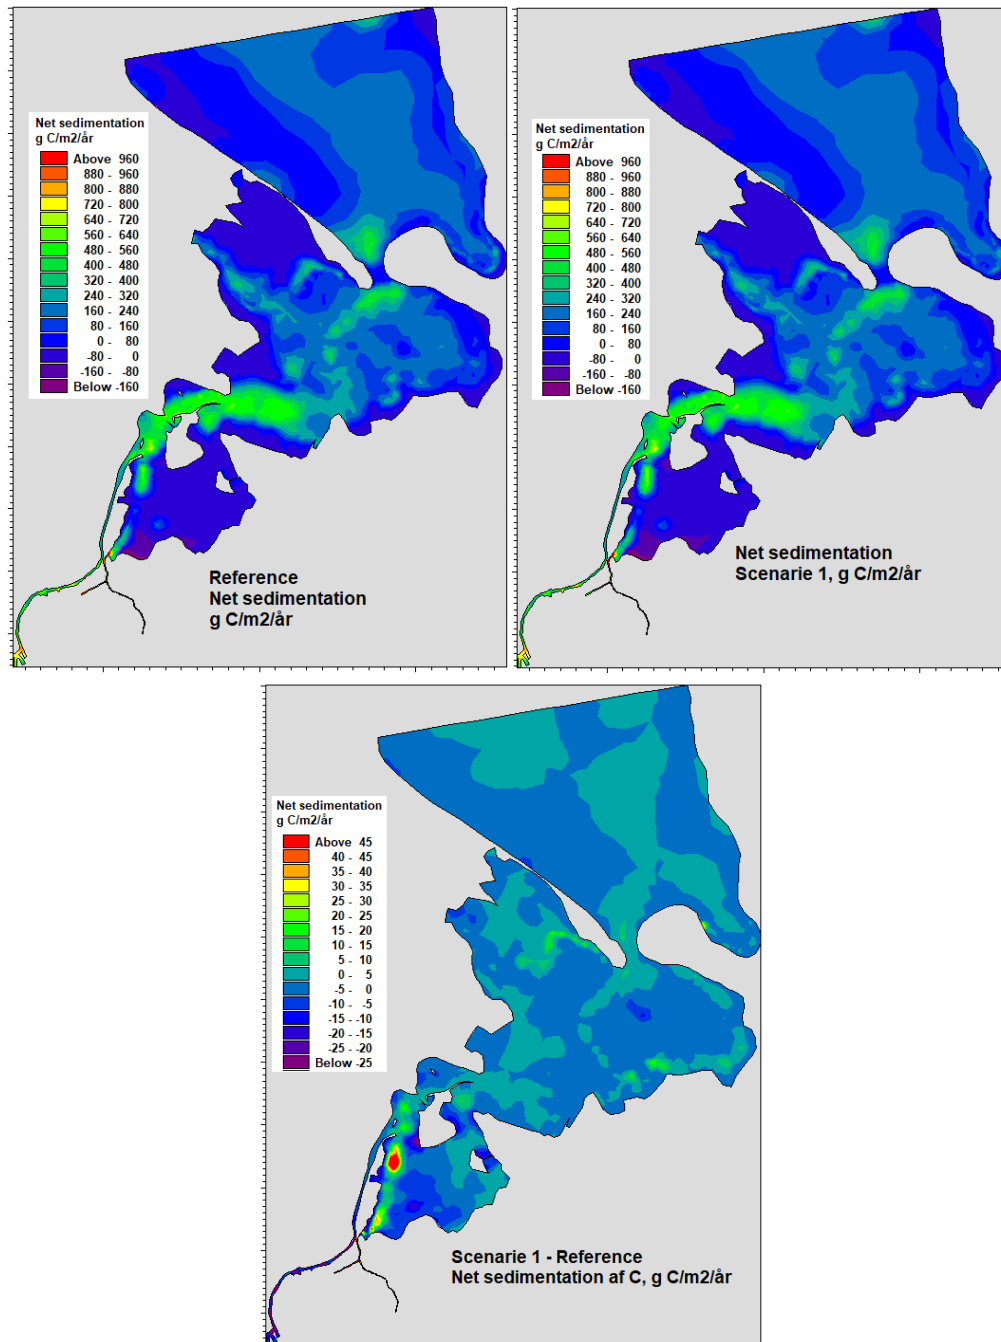 Net sedimentation
g C/m2/år
Above 960
880 - 960
800 - 880
720 - 800
640 - 720
560 - 640
480 - 560
400 - 480
320 - 400
240 - 320
160 - 240
80 - 160
0 - 80
-80 - 0
-160 - -80
Below -160
Reference
Net sedimentation
g C/m2/år
Net sedimentation
g C/m2/år
Above 960
880 - 960
800 - 880
720 - 800
640 - 720
560 - 640
480 - 560
400 - 480
320 - 400
240 - 320
160 - 240
80 - 160
0 - 80
-80 - 0
-160 - -80
Below -160
Net sedimentation
Scenarie 1, g C/m2/år
Net sedimentation
g C/m2/år
Above 45
40 - 45
35 - 40
30 - 35
25 - 30
20 - 25
15 - 20
10 - 15
5 - 10
0 - 5
-5 - 0
-10 - -5
-15 - -10
-20 - -15
-25 - -20
Below -25
Scenarie 1 - Reference
Net sedimentation af C, g C/m2/år